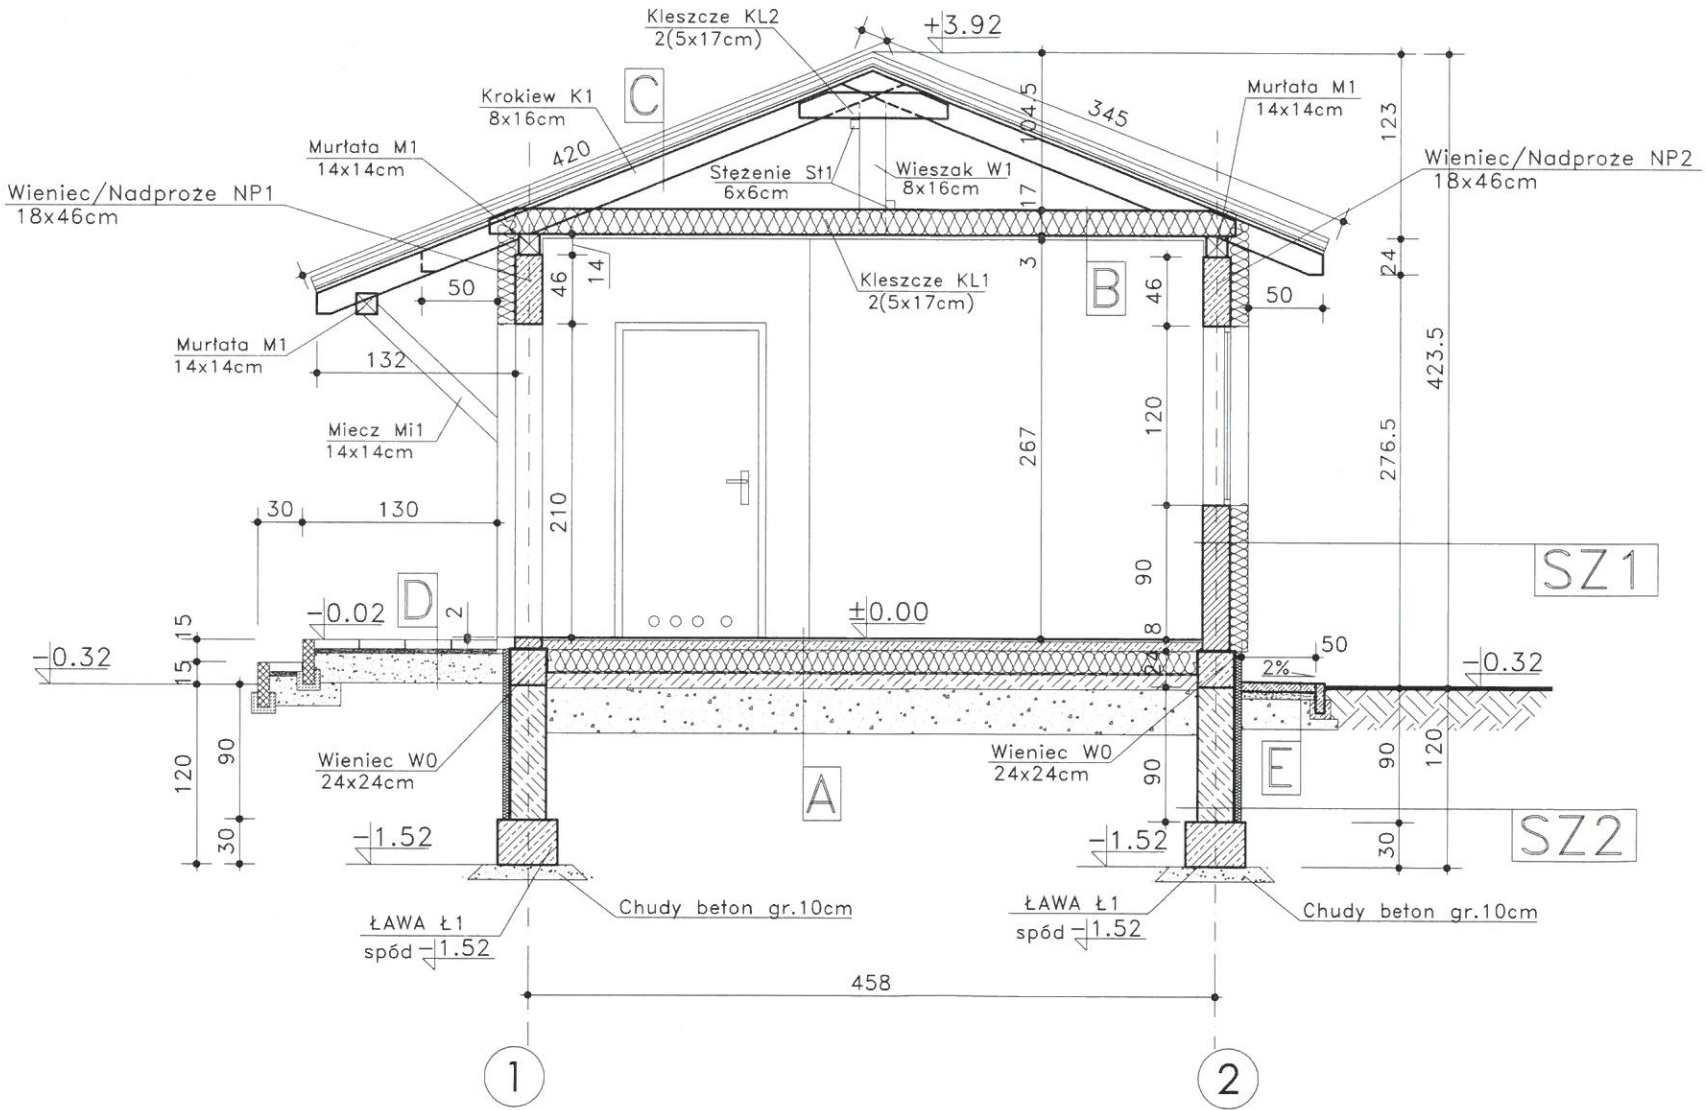 Kleszcze KL2
2(5x17cm)
+3.92
Krokiew K1
8x16cm
C
420
345
104.5
123
Murłata M1
14x14cm
Murłata M1
14x14cm
Wieniec/Nadproże NP1
18x46cm
Stężenie St1
6x6cm
Wieszak W1
8x16cm
17
Wieniec/Nadproże NP2
18x46cm
46
14
50
Kleszcze KL1
2(5x17cm)
3
B
46
50
24
Murłata M1
14x14cm
132
423.5
Miecz Mi1
14x14cm
267
120
276.5
30
130
210
90
SZ1
D
-0.02
2
±0.00
8
24
50
2%
15
15
-0.32
-0.32
120
90
30
Wieniec W0
24x24cm
A
Wieniec W0
24x24cm
90
E
90
120
30
SZ2
-1.52
-1.52
ŁAWA Ł1
spód -1.52
Chudy beton gr.10cm
ŁAWA Ł1
spód -1.52
Chudy beton gr.10cm
458
1
2